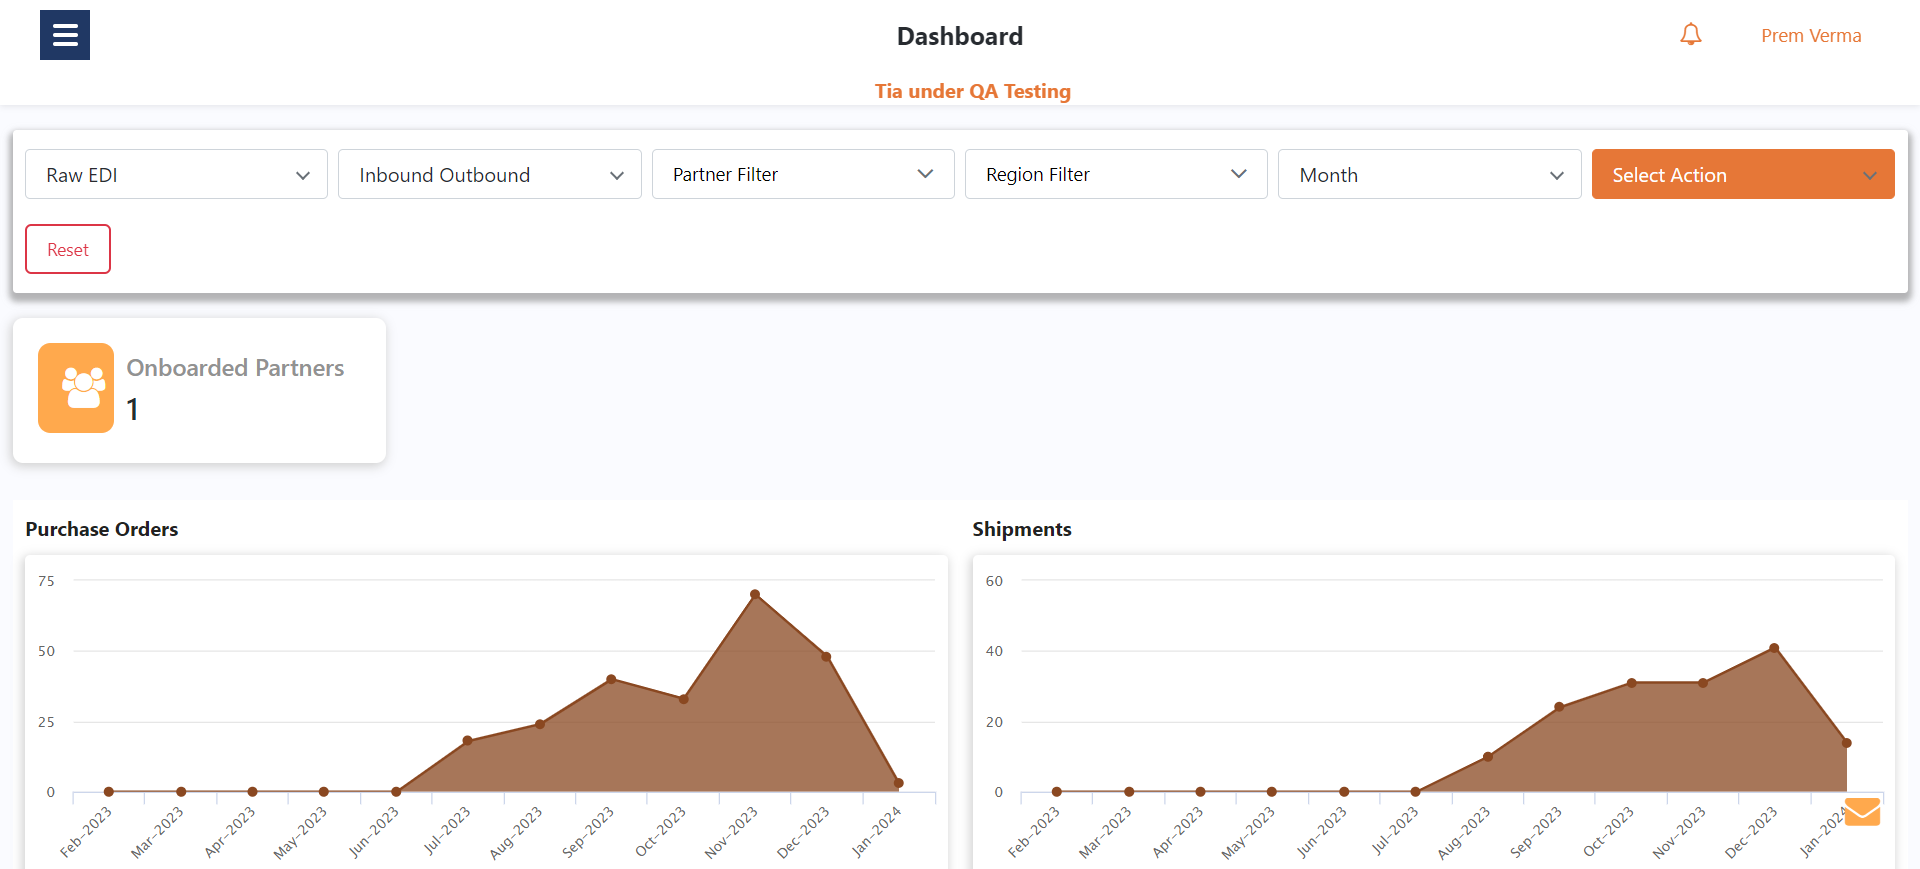 Dashboard
Prem Verma
Tia under QA Testing
Raw EDI
Inbound Outbound
Partner Filter
Region Filter
Month
Select Action
Reset
Onboarded Partners
1
Purchase Orders
75
50
25
0
Feb-2023
Mar-2023
Apr-2023
May-2023
Jun-2023
Jul-2023
Aug-2023
Sep-2023
Oct-2023
Nov-2023
Dec-2023
Jan-2024
Shipments
60
40
20
0
Feb-2023
Mar-2023
Apr-2023
May-2023
Jun-2023
Jul-2023
Aug-2023
Sep-2023
Oct-2023
Nov-2023
Dec-2023
Jan-2024